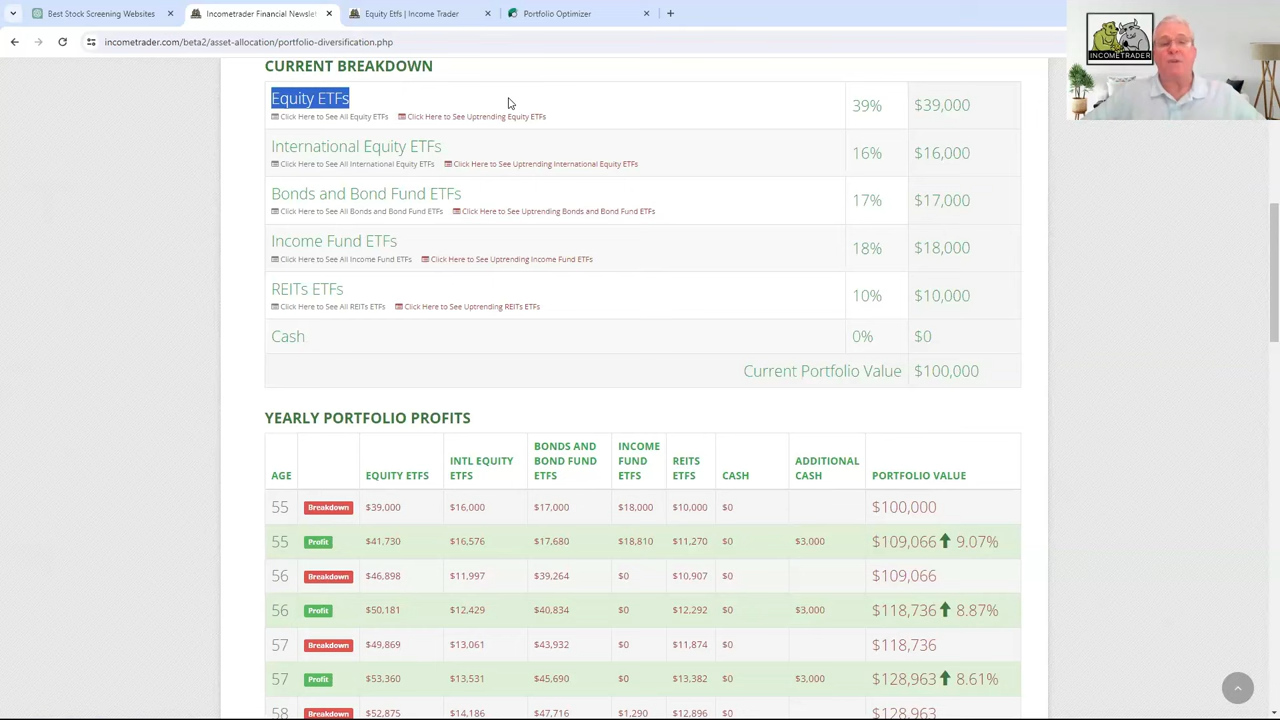 Best Stock Screening Websites
Incometrader Financial Newslet
Equity Etfs | Income Trader
Portfolio Optimizer
incometrader.com/beta2/asset-allocation/portfolio-diversification.php
INCOMETRADER
CURRENT BREAKDOWN
Equity ETFs 39% $39,000
Click Here to See All Equity ETFs Click Here to See Uptrending Equity ETFs
International Equity ETFs 16% $16,000
Click Here to See All International Equity ETFs Click Here to See Uptrending International Equity ETFs
Bonds and Bond Fund ETFs 17% $17,000
Click Here to See All Bonds and Bond Fund ETFs Click Here to See Uptrending Bonds and Bond Fund ETFs
Income Fund ETFs 18% $18,000
Click Here to See All Income Fund ETFs Click Here to See Uptrending Income Fund ETFs
REITs ETFs 10% $10,000
Click Here to See All REITs ETFs Click Here to See Uptrending REITs ETFs
Cash 0% $0
Current Portfolio Value $100,000
YEARLY PORTFOLIO PROFITS
AGE EQUITY ETFS INTL EQUITY ETFS BONDS AND BOND FUND ETFS INCOME FUND ETFS REITS ETFS CASH ADDITIONAL CASH PORTFOLIO VALUE
55 Breakdown $39,000 $16,000 $17,000 $18,000 $10,000 $0 $100,000
55 Profit $41,730 $16,576 $17,680 $18,810 $11,270 $0 $3,000 $109,066 9.07%
56 Breakdown $46,898 $11,997 $39,264 $0 $10,907 $0 $109,066
56 Profit $50,181 $12,429 $40,834 $0 $12,292 $0 $3,000 $118,736 8.87%
57 Breakdown $49,869 $13,061 $43,932 $0 $11,874 $0 $118,736
57 Profit $53,360 $13,531 $45,690 $0 $13,382 $0 $3,000 $128,963 8.61%
58 Breakdown $52,875 $14,186 $47,716 $1,290 $12,896 $0 $128,963